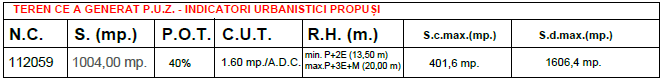 TEREN CE A GENERAT P.U.Z. - INDICATORI URBANISTICI PROPUȘI
N.C. S. (mp.) P.O.T. C.U.T. R.H. (m.) S.c.max.(mp) S.d.max.(mp)
112059 1004,00 mp. 40% 1.60 mp./A.D.C. min. P+2E (13,50 m) 401,6 mp. 1606,4 mp.
max.P+3E+M (20,00 m)